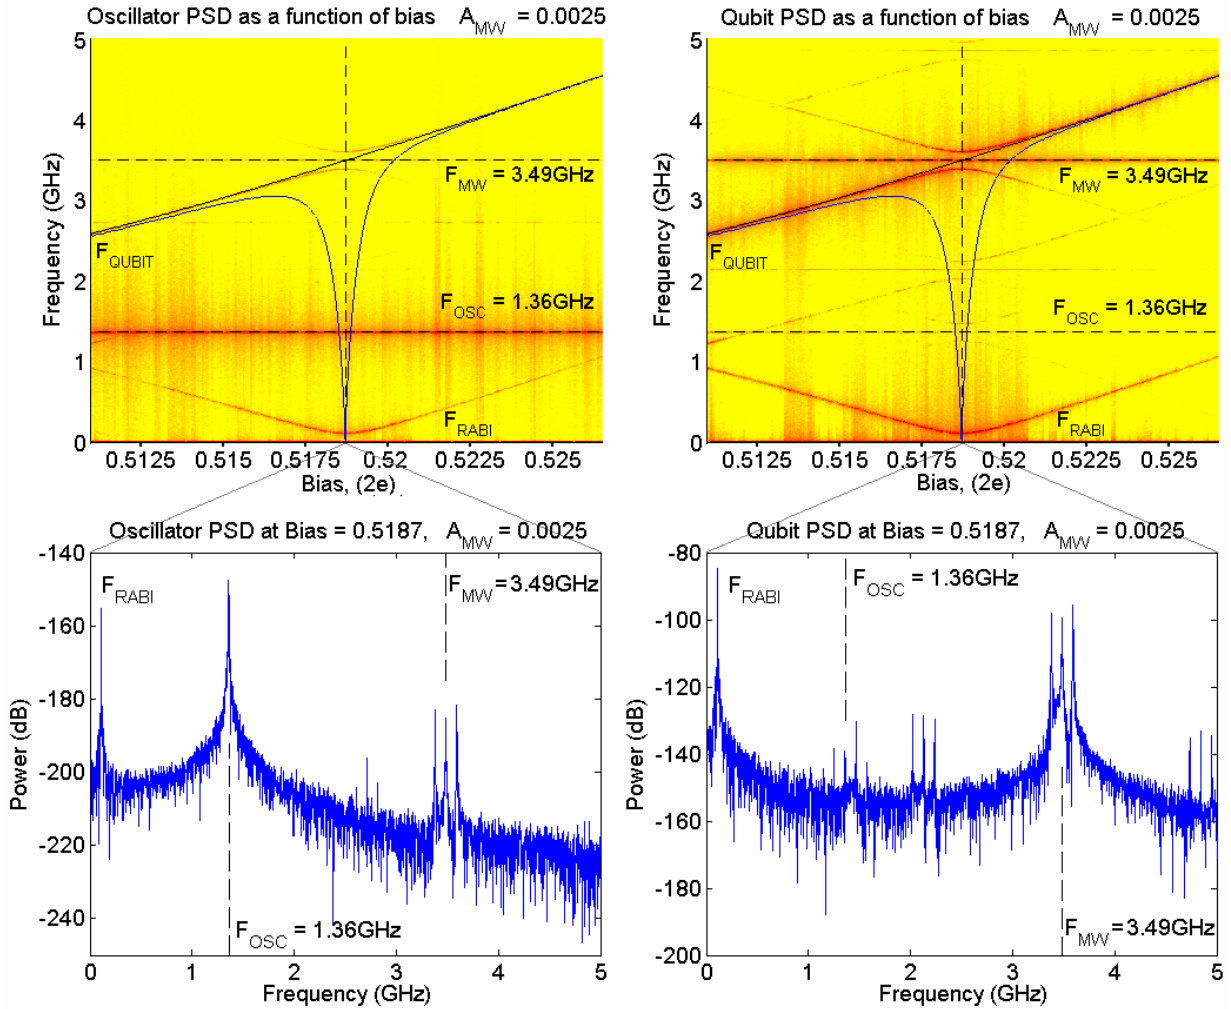 Oscillator PSD as a function of bias A_MW = 0.0025
5
4
3
2
1
0
Frequency (GHz)
F_MW = 3.49GHz
F_QUBIT
F_OSC = 1.36GHz
F_RABI
0.5125 0.515 0.5175 0.52 0.5225 0.525
Bias, (2e)
Qubit PSD as a function of bias A_MW = 0.0025
5
4
3
2
1
0
Frequency (GHz)
F_MW = 3.49GHz
F_QUBIT
F_OSC = 1.36GHz
F_RABI
0.5125 0.515 0.5175 0.52 0.5225 0.525
Bias, (2e)
Oscillator PSD at Bias = 0.5187, A_MW = 0.0025
-140
-160
-180
-200
-220
-240
Power (dB)
F_RABI
F_MW = 3.49GHz
F_OSC = 1.36GHz
0 1 2 3 4 5
Frequency (GHz)
Qubit PSD at Bias = 0.5187, A_MW = 0.0025
-80
-100
-120
-140
-160
-180
-200
Power (dB)
F_RABI
F_OSC = 1.36GHz
F_MW = 3.49GHz
0 1 2 3 4 5
Frequency (GHz)